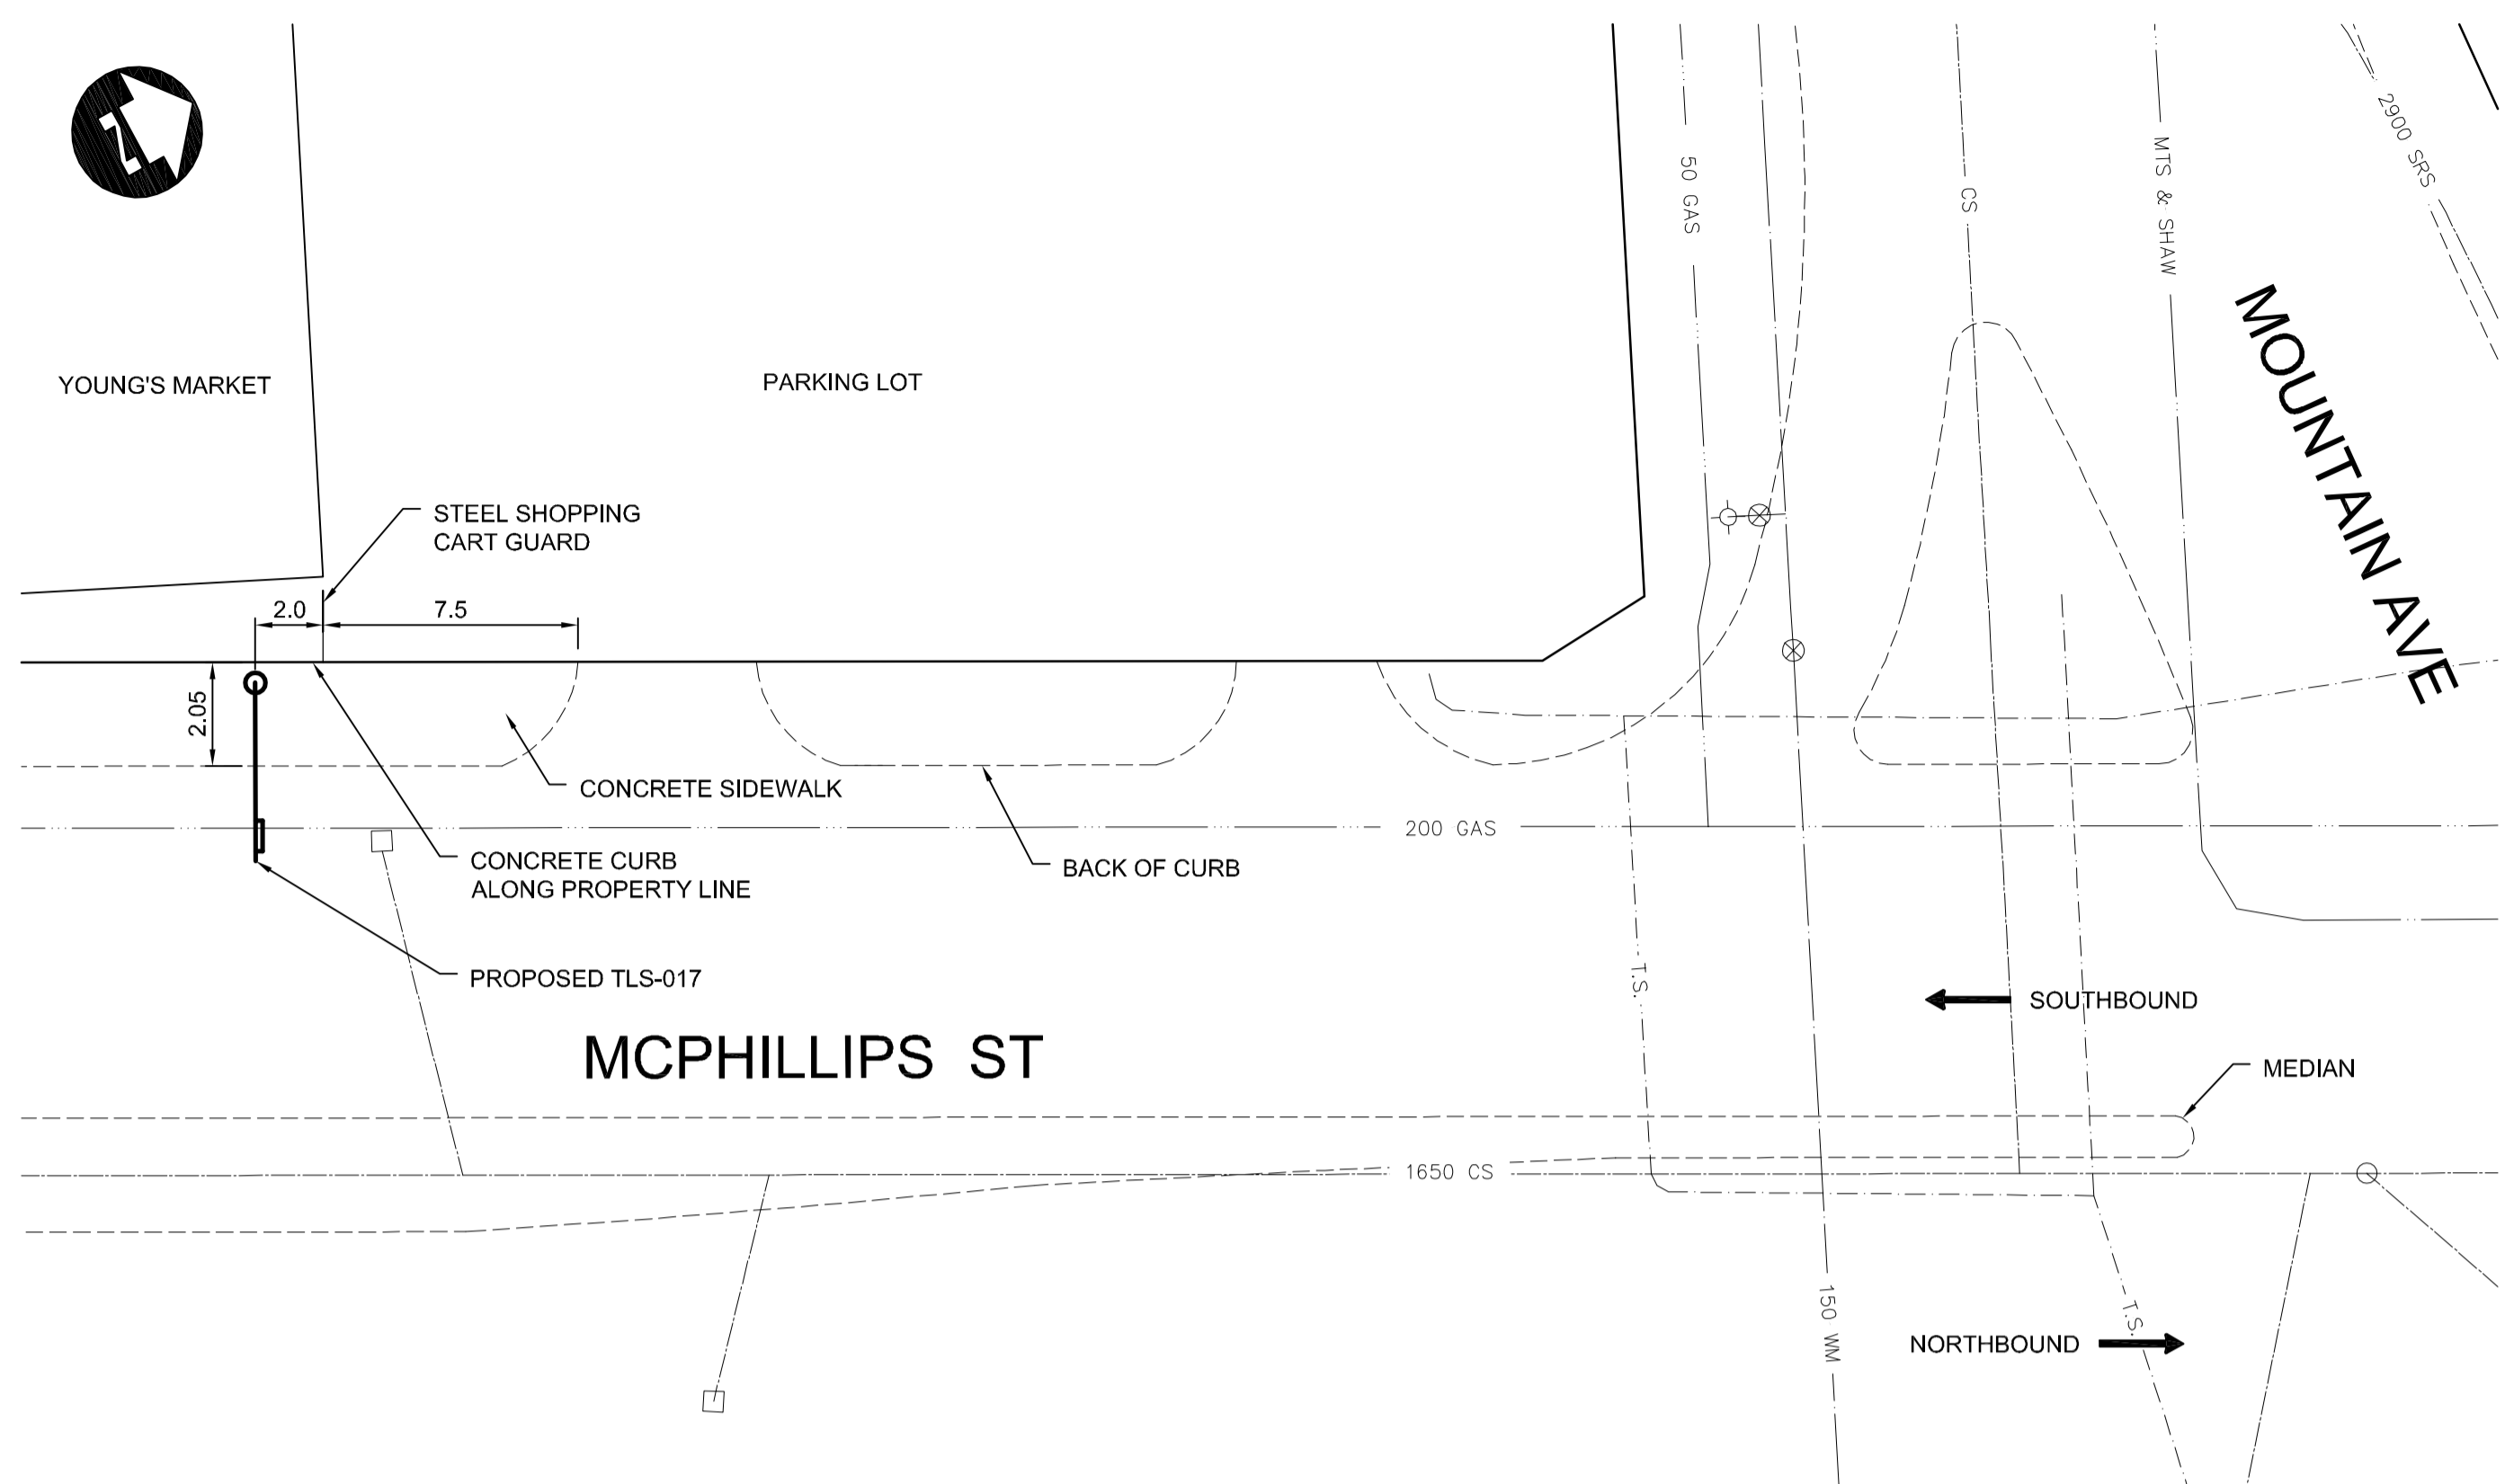 N
YOUNG'S MARKET
PARKING LOT
50 GAS
CS
MTS & SHAW
2900 SRS
MOUNTAIN AVE
STEEL SHOPPING
CART GUARD
2.0
7.5
2.05
CONCRETE SIDEWALK
200 GAS
CONCRETE CURB
ALONG PROPERTY LINE
BACK OF CURB
PROPOSED TLS-017
T.S.
SOUTHBOUND
MCPHILLIPS ST
MEDIAN
1650 CS
150 WM
T.S.
NORTHBOUND